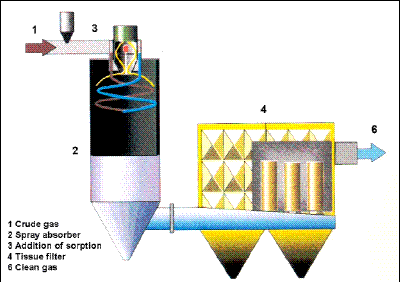 1
3
4
6
2
1 Crude gas
2 Spray absorber
3 Addition of sorption
4 Tissue filter
6 Clean gas